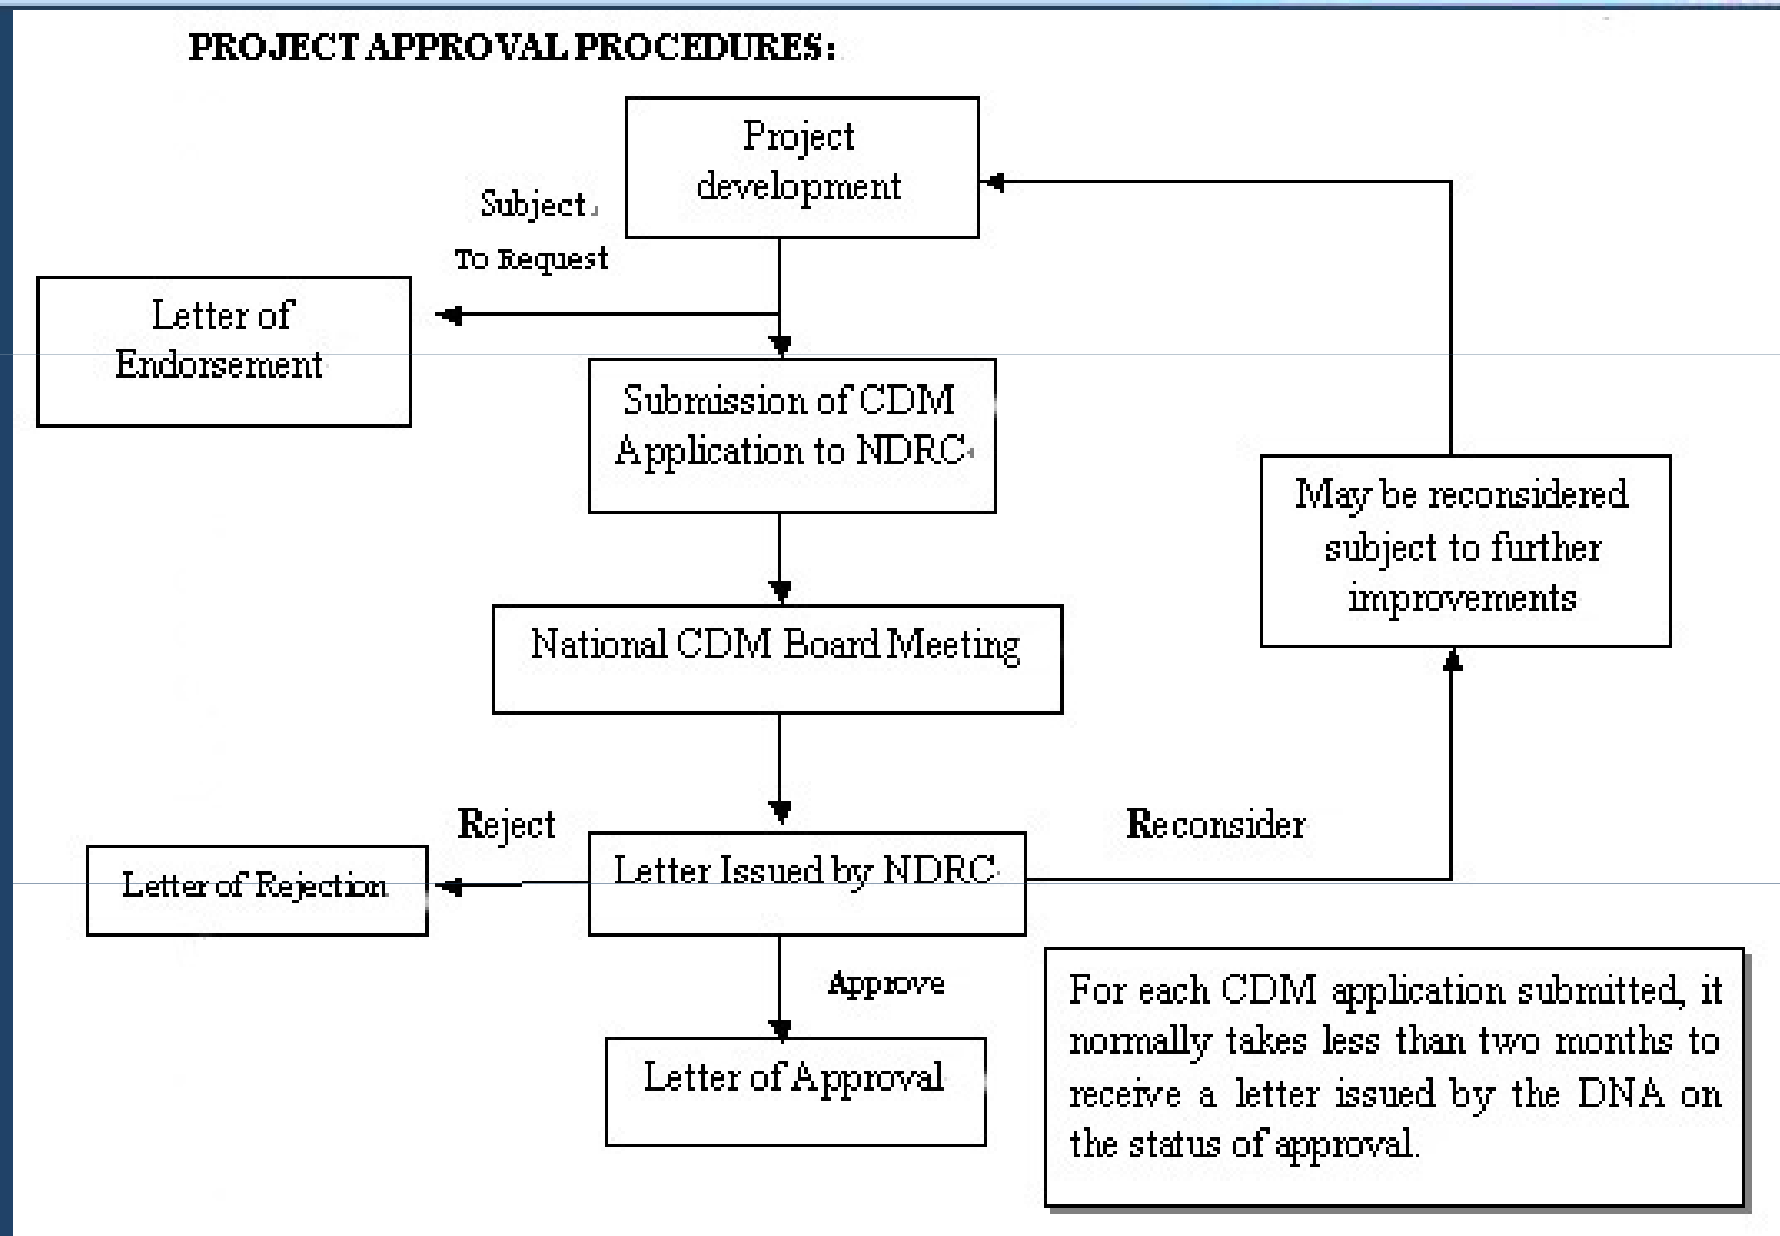 PROJECT APPROVAL PROCEDURES:
Project
development
Subject
To Request
Letter of
Endorsement
Submission of CDM
Application to NDRC
May be reconsidered
subject to further
improvements
National CDM Board Meeting
Reject
Reconsider
Letter Issued by NDRC
Letter of Rejection
Approve
Letter of Approval
For each CDM application submitted, it
normally takes less than two months to
receive a letter issued by the DNA on
the status of approval.